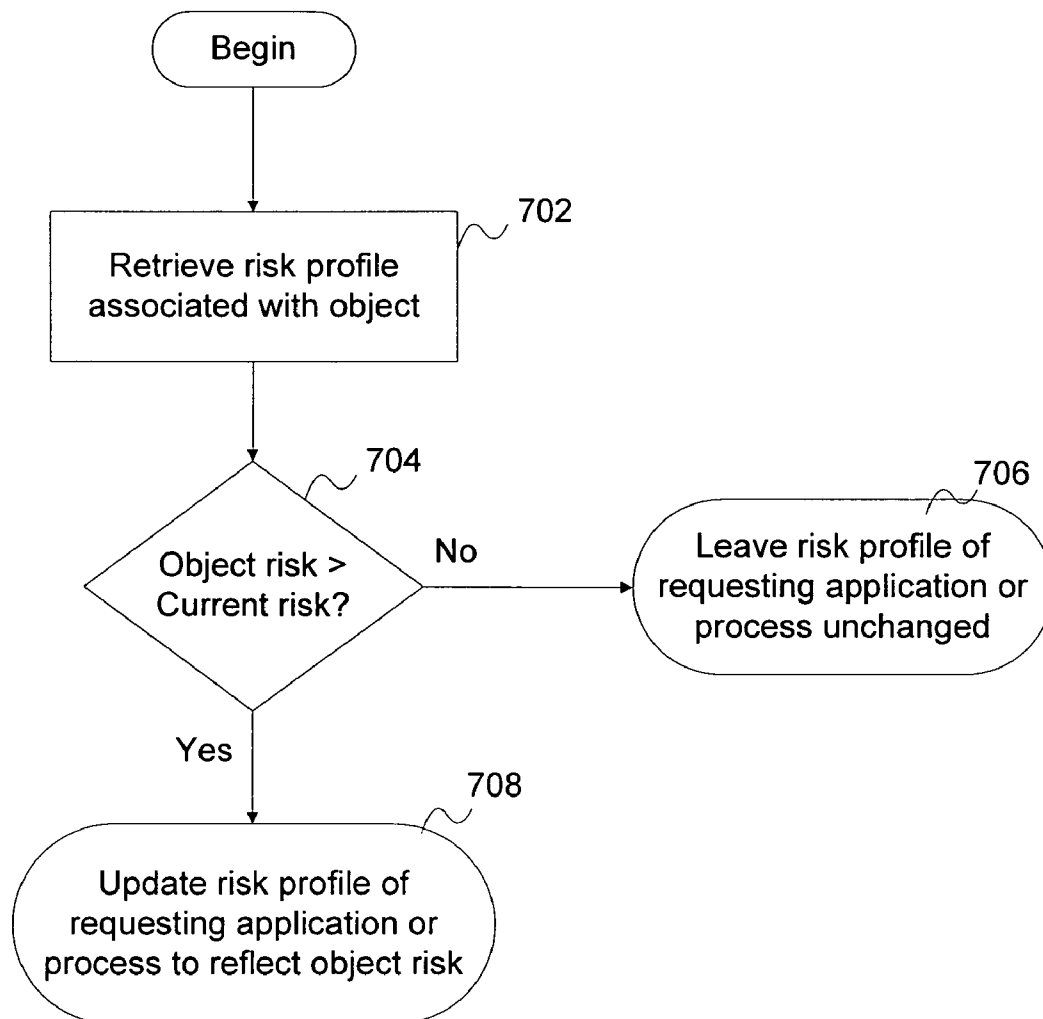 Begin
702
Retrieve risk profile
associated with object
704
Object risk >
Current risk?
No
706
Leave risk profile of
requesting application or
process unchanged
Yes
708
Update risk profile of
requesting application or
process to reflect object risk